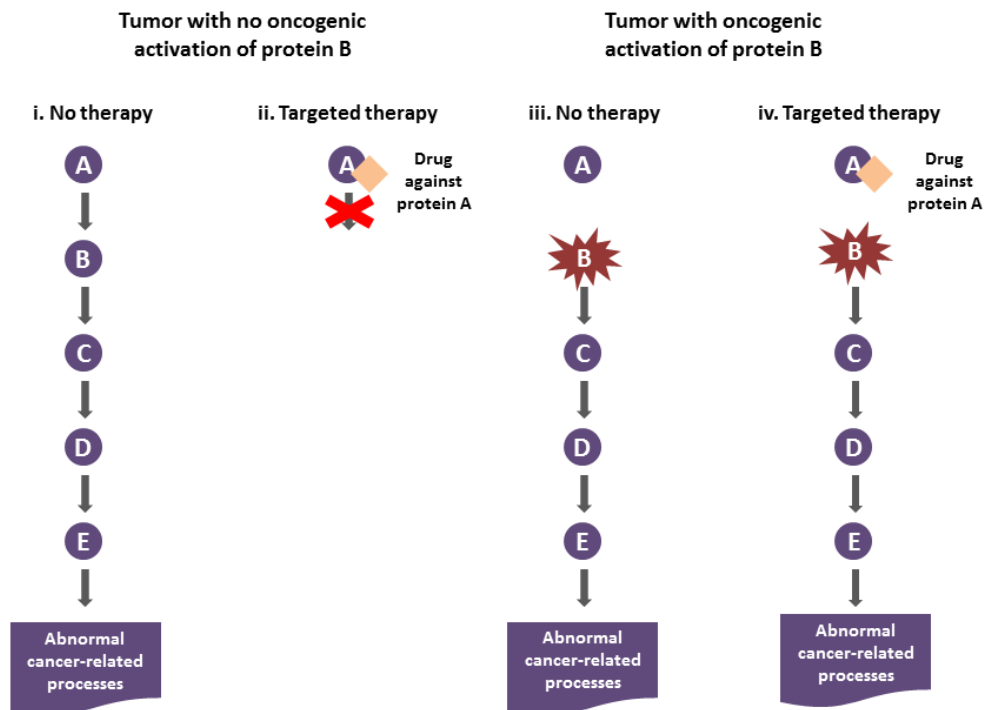 Tumor with no oncogenic
activation of protein B
Tumor with oncogenic
activation of protein B
i. No therapy
ii. Targeted therapy
iii. No therapy
iv. Targeted therapy
A
B
C
D
E
Abnormal
cancer-related
processes
A
Drug
against
protein A
A
B
C
D
E
Abnormal
cancer-related
processes
A
Drug
against
protein A
B
C
D
E
Abnormal
cancer-related
processes